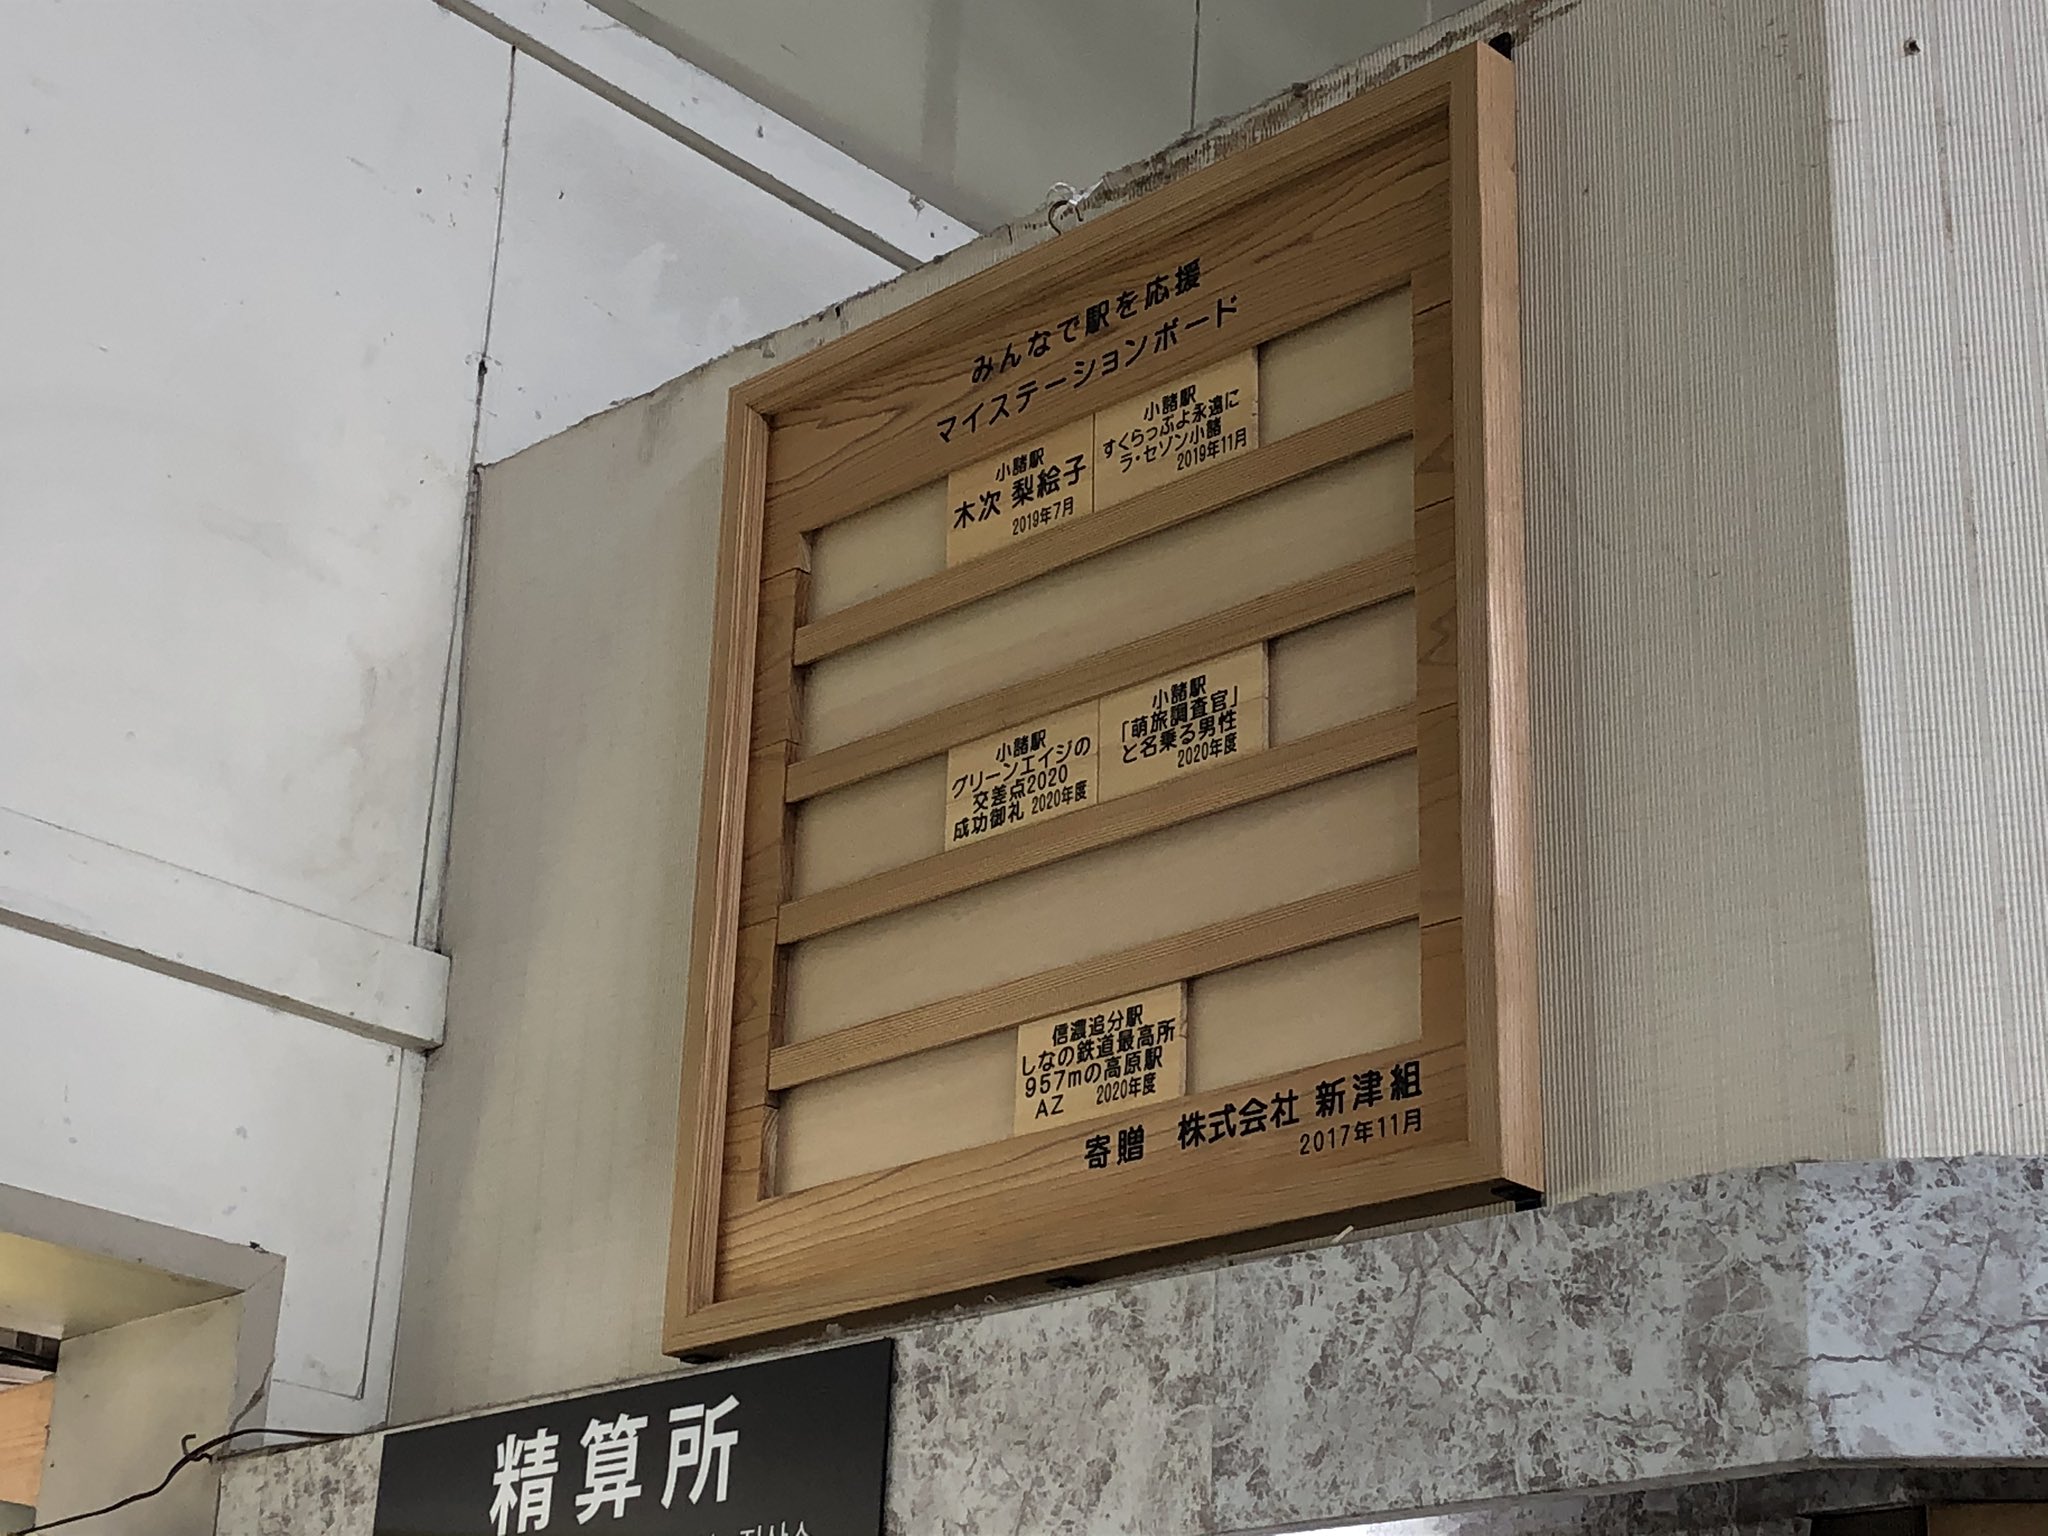 みんなで駅を応援
マイステーションボード
小諸駅
木次 梨絵子
2019年7月
小諸駅
すくらっぷよ永遠に
ラ・セゾン小諸
2019年11月
小諸駅
グリーンエイジの
交差点2020
成功御礼 2020年度
小諸駅
「萌旅調査官」
と名乗る男性
2020年度
信濃追分駅
しなの鉄道最高所
957mの高原駅
AZ 2020年度
寄贈 株式会社 新津組
2017年11月
精算所